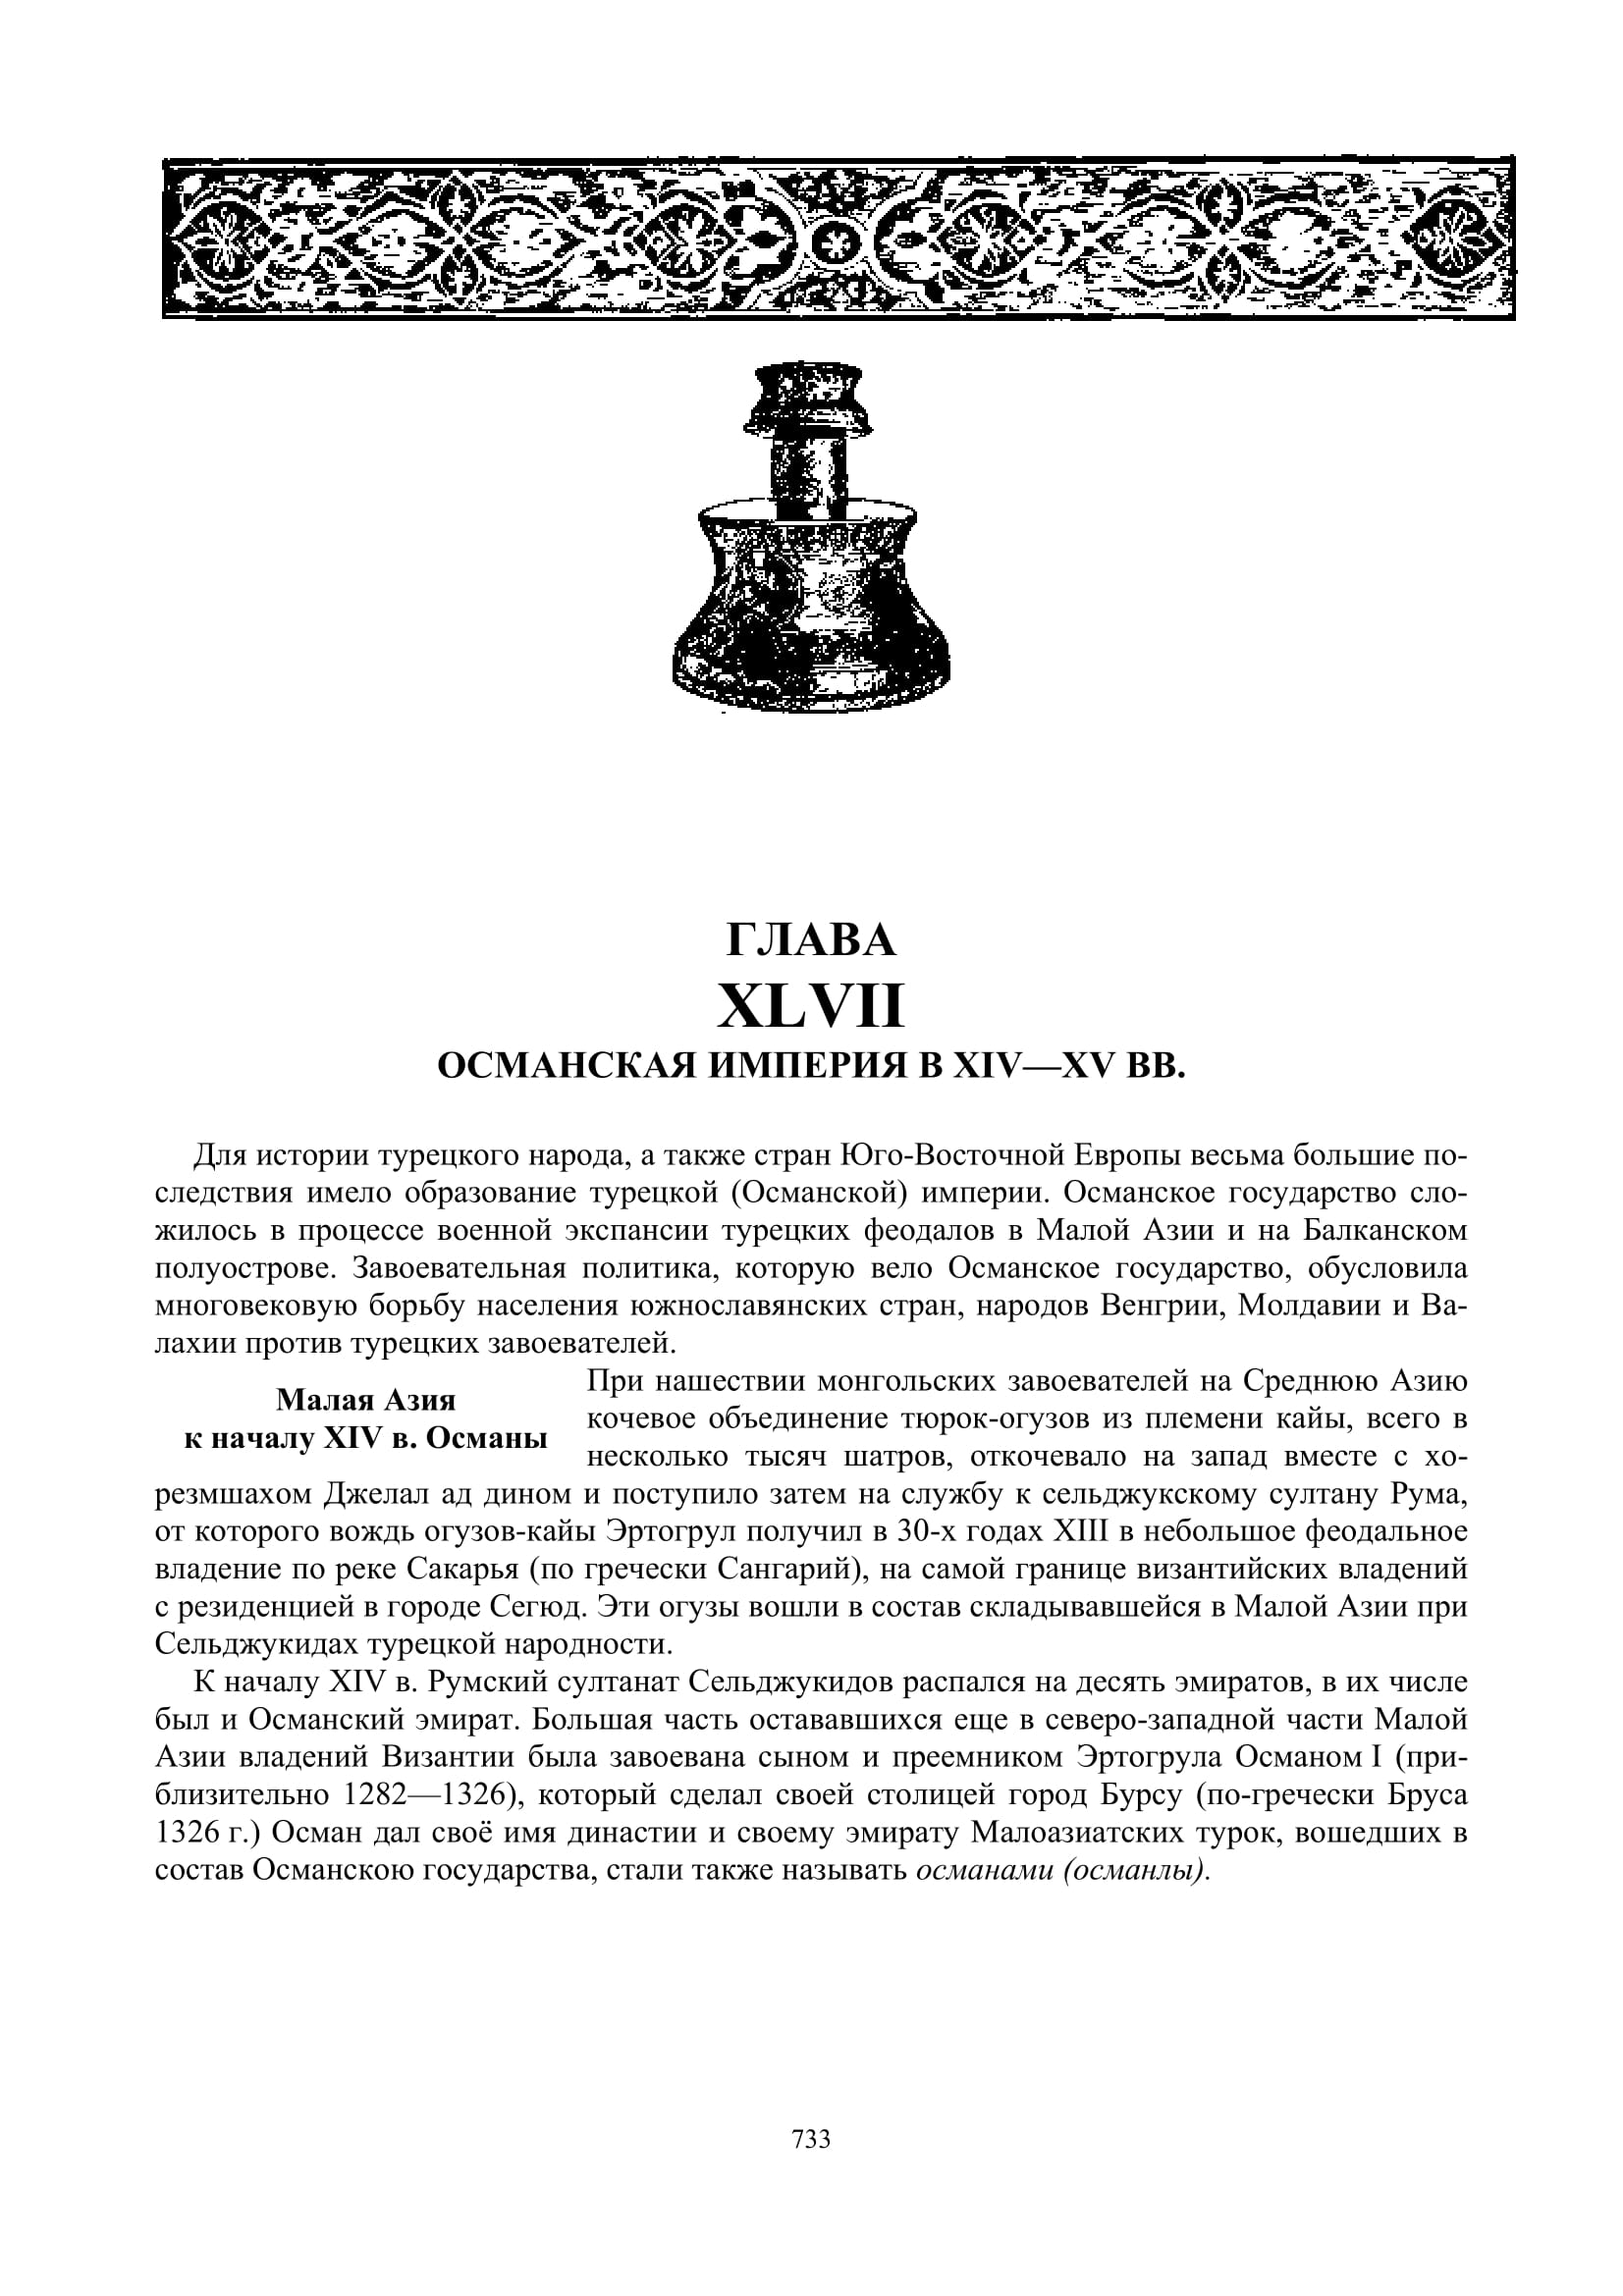 ГЛАВА
XLVII
ОСМАНСКАЯ ИМПЕРИЯ В XIV—XV ВВ.
Для истории турецкого народа, а также стран Юго-Восточной Европы весьма большие по-
следствия имело образование турецкой (Османской) империи. Османское государство сло-
жилось в процессе военной экспансии турецких феодалов в Малой Азии и на Балканском
полуострове. Завоевательная политика, которую вело Османское государство, обусловила
многовековую борьбу населения южнославянских стран, народов Венгрии, Молдавии и Ва-
лахии против турецких завоевателей.
Малая Азия
к началу XIV в. Османы
При нашествии монгольских завоевателей на Среднюю Азию
кочевое объединение тюрок-огузов из племени кайы, всего в
несколько тысяч шатров, откочевало на запад вместе с хо-
резмшахом Джелал ад дином и поступило затем на службу к сельджукскому султану Рума,
от которого вождь огузов-кайы Эртогрул получил в 30-х годах XIII в небольшое феодальное
владение по реке Сакарья (по гречески Сангарий), на самой границе византийских владений
с резиденцией в городе Сегюд. Эти огузы вошли в состав складывавшейся в Малой Азии при
Сельджукидах турецкой народности.
К началу XIV в. Румский султанат Сельджукидов распался на десять эмиратов, в их числе
был и Османский эмират. Большая часть остававшихся еще в северо-западной части Малой
Азии владений Византии была завоевана сыном и преемником Эртогрула Османом I (при-
близительно 1282—1326), который сделал своей столицей город Бурсу (по-гречески Бруса
1326 г.) Осман дал своё имя династии и своему эмирату Малоазиатских турок, вошедших в
состав Османскою государства, стали также называть османами (османлы).
733